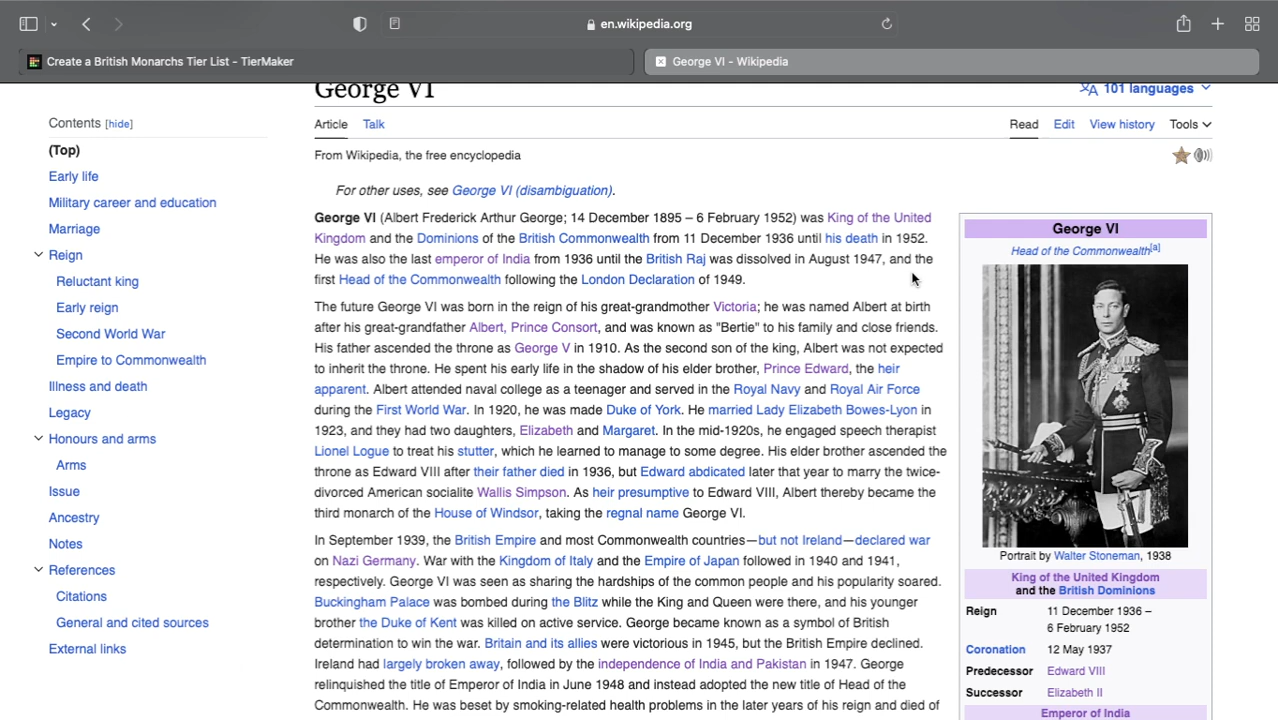 en.wikipedia.org
Create a British Monarchs Tier List - TierMaker
George VI - Wikipedia
George VI
101 languages
Article Talk
Read Edit View history Tools
From Wikipedia, the free encyclopedia
Contents [hide]
(Top)
Early life
Military career and education
Marriage
Reign
Reluctant king
Early reign
Second World War
Empire to Commonwealth
Illness and death
Legacy
Honours and arms
Arms
Issue
Ancestry
Notes
References
Citations
General and cited sources
External links
For other uses, see George VI (disambiguation).
George VI (Albert Frederick Arthur George; 14 December 1895 – 6 February 1952) was King of the United
Kingdom and the Dominions of the British Commonwealth from 11 December 1936 until his death in 1952.
He was also the last emperor of India from 1936 until the British Raj was dissolved in August 1947, and the
first Head of the Commonwealth following the London Declaration of 1949.
The future George VI was born in the reign of his great-grandmother Victoria; he was named Albert at birth
after his great-grandfather Albert, Prince Consort, and was known as "Bertie" to his family and close friends.
His father ascended the throne as George V in 1910. As the second son of the king, Albert was not expected
to inherit the throne. He spent his early life in the shadow of his elder brother, Prince Edward, the heir
apparent. Albert attended naval college as a teenager and served in the Royal Navy and Royal Air Force
during the First World War. In 1920, he was made Duke of York. He married Lady Elizabeth Bowes-Lyon in
1923, and they had two daughters, Elizabeth and Margaret. In the mid-1920s, he engaged speech therapist
Lionel Logue to treat his stutter, which he learned to manage to some degree. His elder brother ascended the
throne as Edward VIII after their father died in 1936, but Edward abdicated later that year to marry the twice-
divorced American socialite Wallis Simpson. As heir presumptive to Edward VIII, Albert thereby became the
third monarch of the House of Windsor, taking the regnal name George VI.
In September 1939, the British Empire and most Commonwealth countries—but not Ireland—declared war
on Nazi Germany. War with the Kingdom of Italy and the Empire of Japan followed in 1940 and 1941,
respectively. George VI was seen as sharing the hardships of the common people and his popularity soared.
Buckingham Palace was bombed during the Blitz while the King and Queen were there, and his younger
brother the Duke of Kent was killed on active service. George became known as a symbol of British
determination to win the war. Britain and its allies were victorious in 1945, but the British Empire declined.
Ireland had largely broken away, followed by the independence of India and Pakistan in 1947. George
relinquished the title of Emperor of India in June 1948 and instead adopted the new title of Head of the
Commonwealth. He was beset by smoking-related health problems in the later years of his reign and died of
George VI
Head of the Commonwealth[a]
Portrait by Walter Stoneman, 1938
King of the United Kingdom
and the British Dominions
Reign 11 December 1936 –
6 February 1952
Coronation 12 May 1937
Predecessor Edward VIII
Successor Elizabeth II
Emperor of India